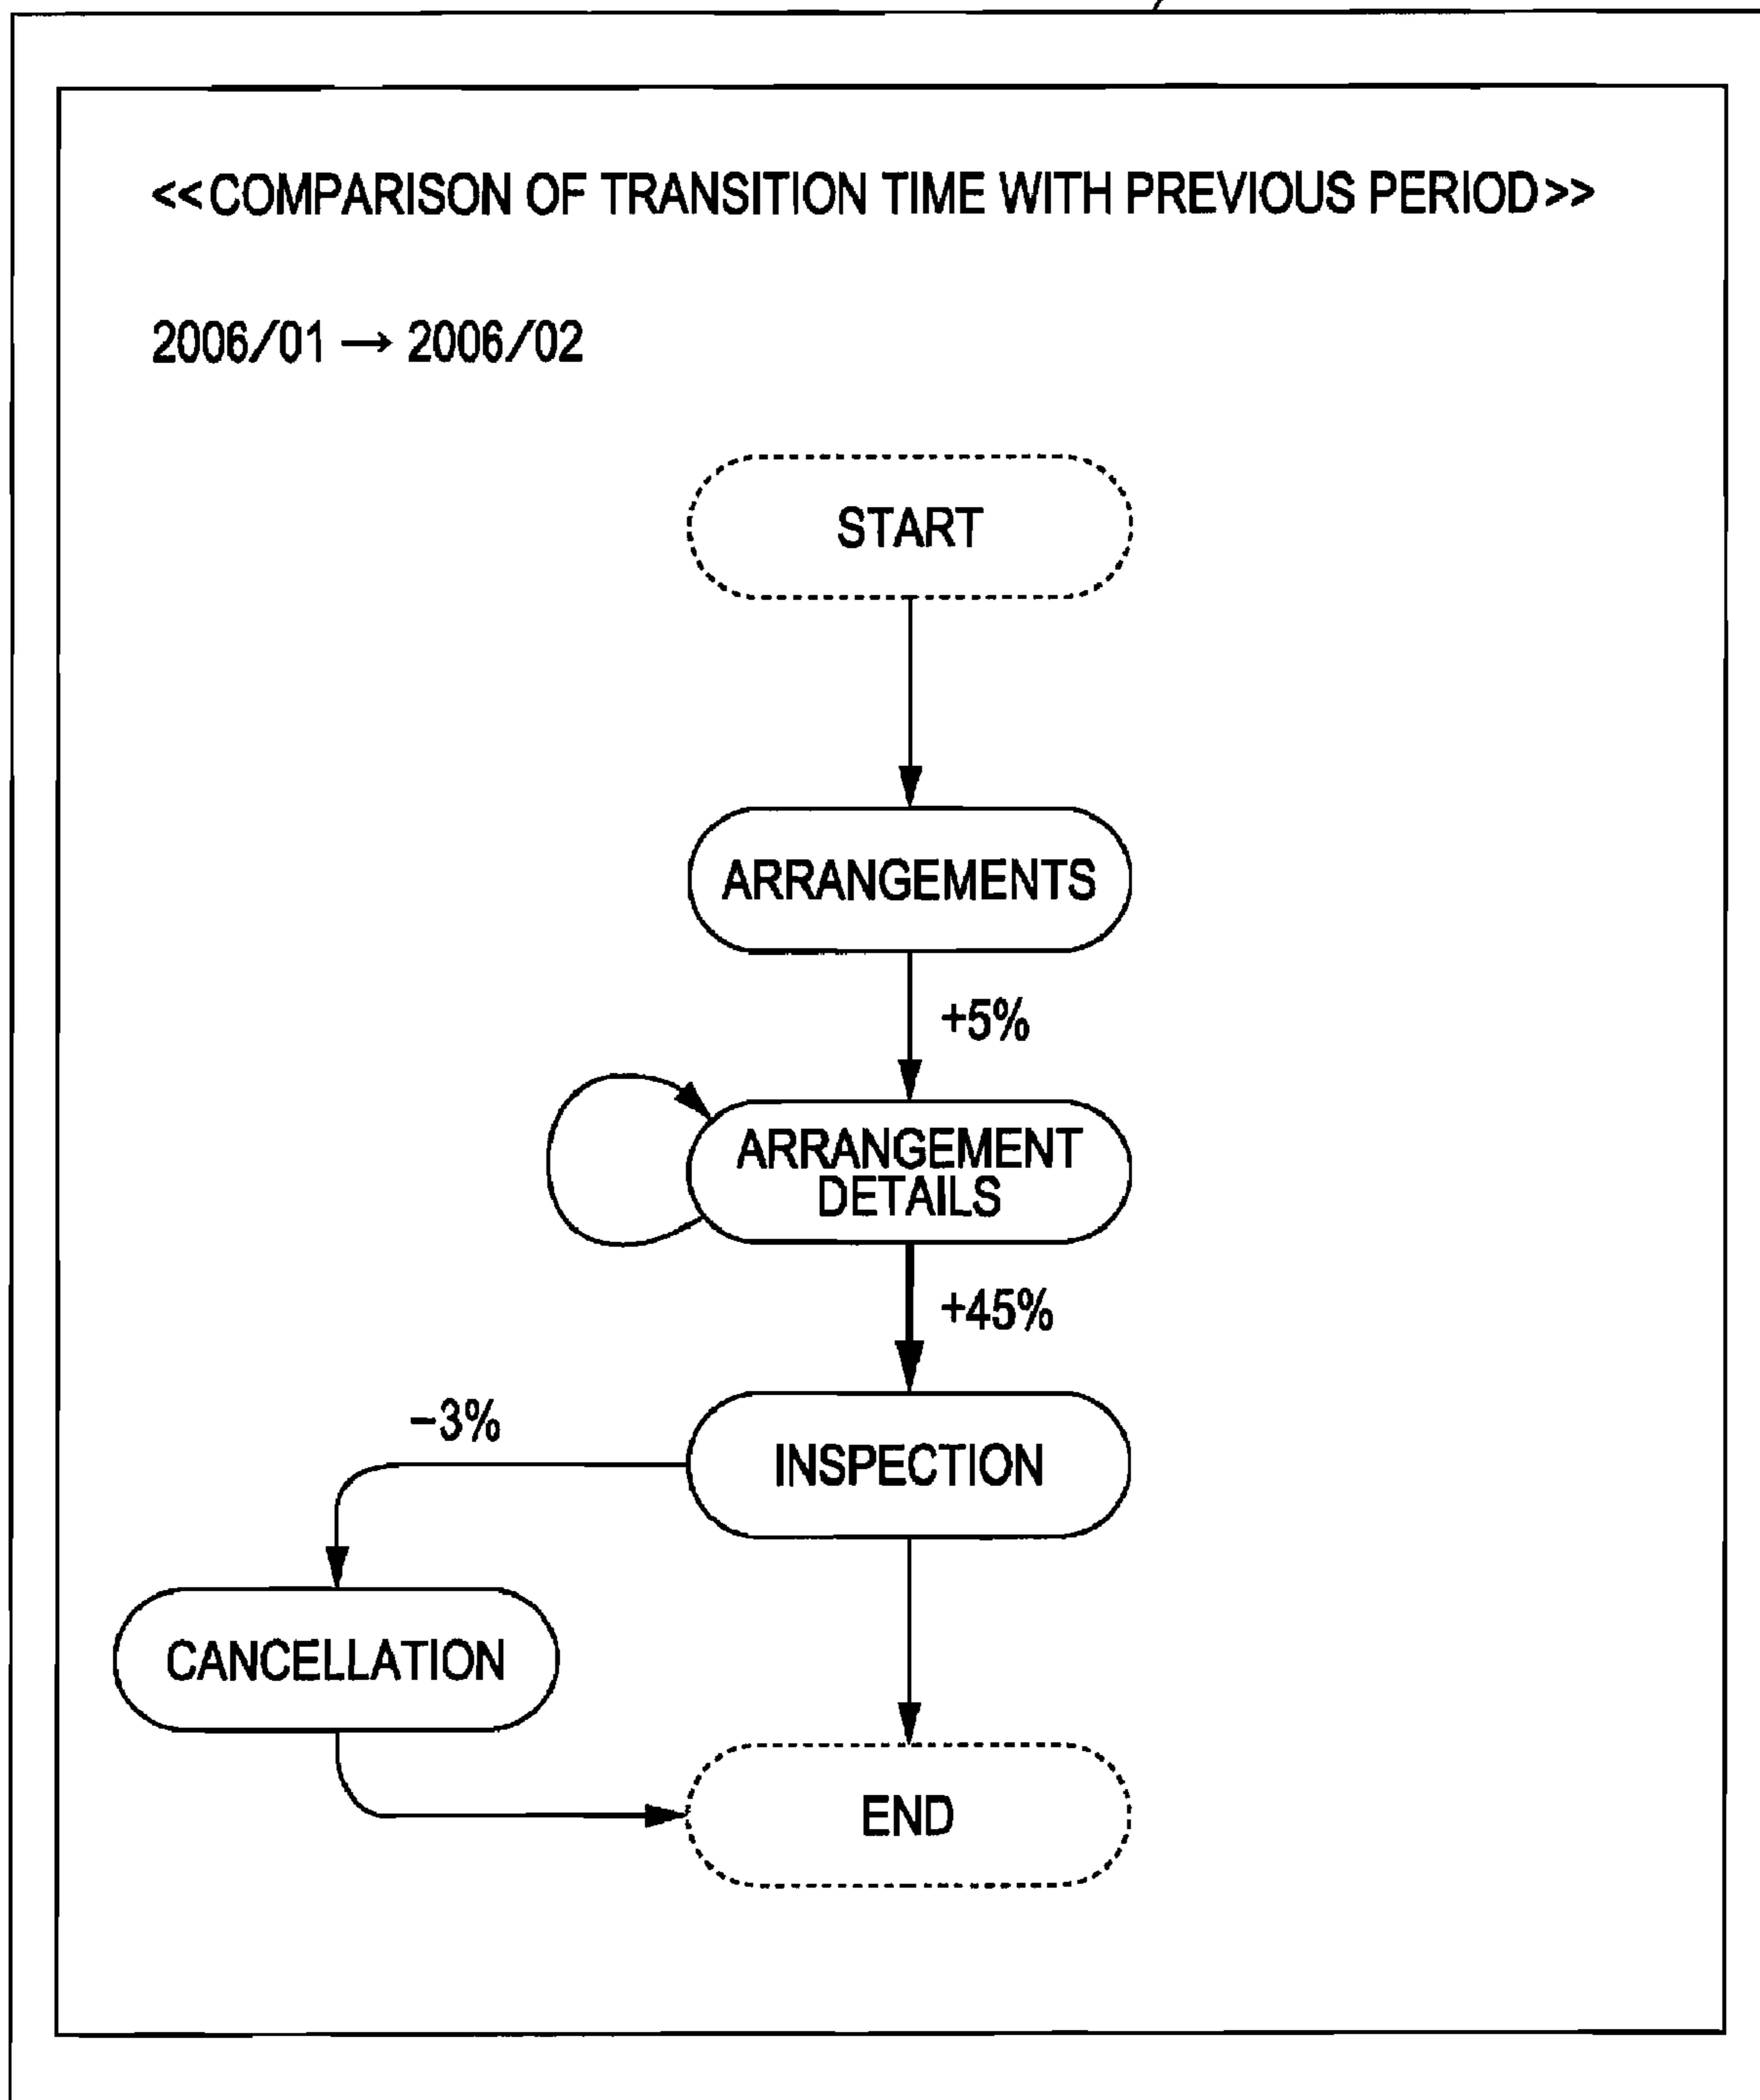 <<COMPARISON OF TRANSITION TIME WITH PREVIOUS PERIOD>>
2006/01 → 2006/02
START
ARRANGEMENTS
+5%
ARRANGEMENT
DETAILS
+45%
−3%
INSPECTION
CANCELLATION
END